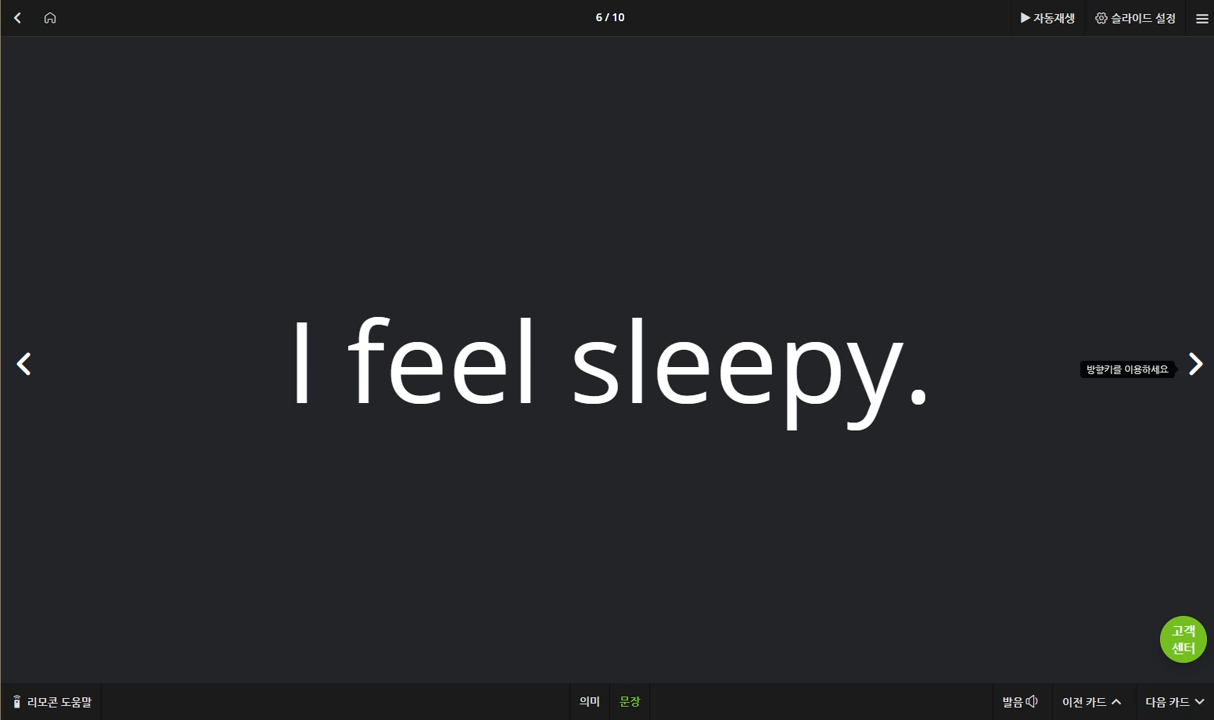 6 / 10
자동재생
슬라이드 설정
I feel sleepy.
방향키를 이용하세요
고객
센터
리모콘 도움말
의미
문장
발음
이전 카드
다음 카드